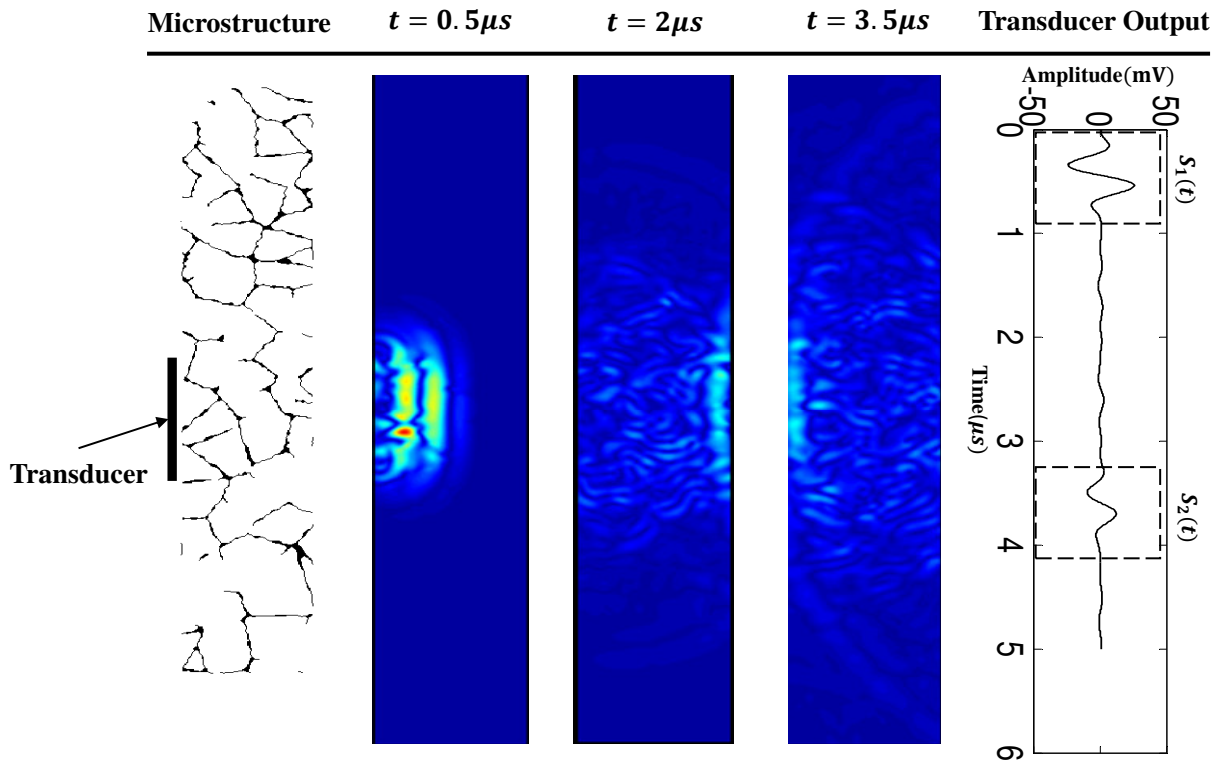 Microstructure
t = 0.5μs
t = 2μs
t = 3.5μs
Transducer Output
Transducer
Amplitude(mV)
-50
0
50
0
1
2
3
4
5
6
Time(μs)
S₁(t)
S₂(t)